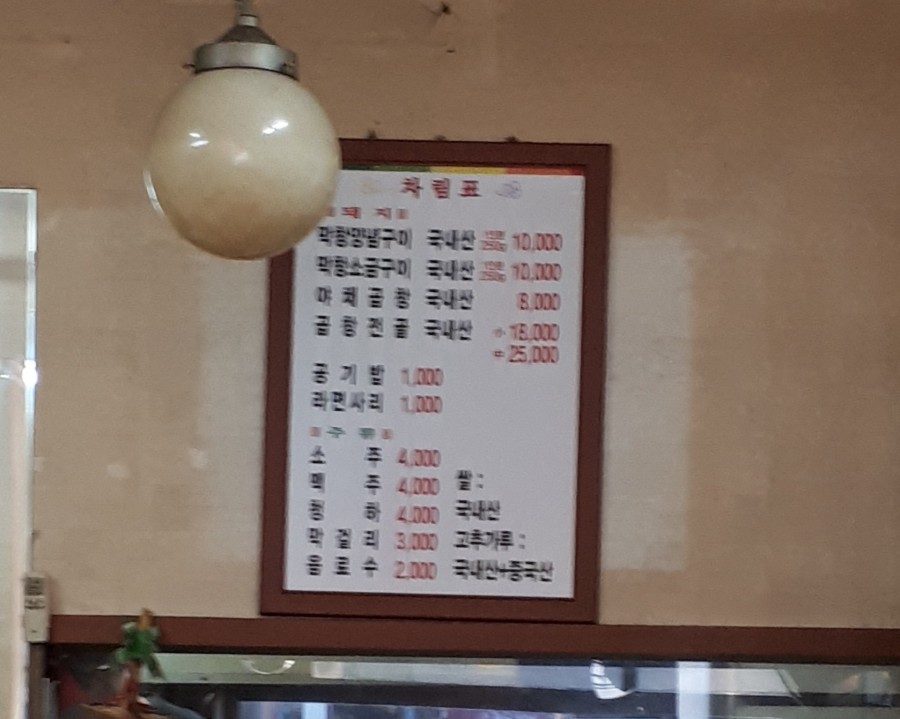 차림표
돼지
막창양념구이 국내산 10,000
막창소금구이 국내산 10,000
야채곱창 국내산 8,000
곱창전골 국내산 小 18,000
大 25,000
공기밥 1,000
라면사리 1,000
주류
소주 4,000
맥주 4,000 쌀 :
청하 4,000 국내산
막걸리 3,000 고추가루 :
음료수 2,000 국내산+중국산